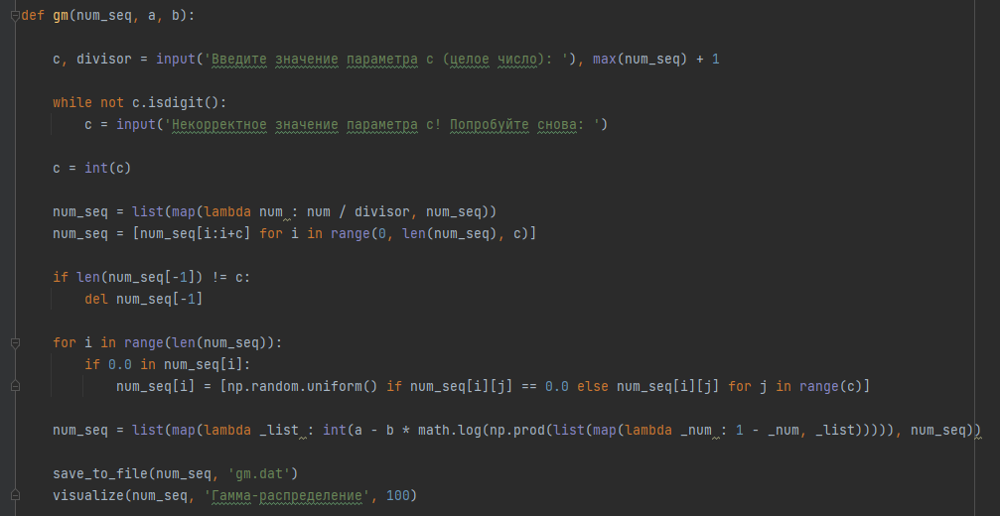 def gm(num_seq, a, b):
c, divisor = input('Введите значение параметра c (целое число): '), max(num_seq) + 1
while not c.isdigit():
c = input('Некорректное значение параметра c! Попробуйте снова: ')
c = int(c)
num_seq = list(map(lambda num_: num / divisor, num_seq))
num_seq = [num_seq[i:i+c] for i in range(0, len(num_seq), c)]
if len(num_seq[-1]) != c:
del num_seq[-1]
for i in range(len(num_seq)):
if 0.0 in num_seq[i]:
num_seq[i] = [np.random.uniform() if num_seq[i][j] == 0.0 else num_seq[i][j] for j in range(c)]
num_seq = list(map(lambda _list_: int(a - b * math.log(np.prod(list(map(lambda _num_: 1 - _num, _list))))), num_seq))
save_to_file(num_seq, 'gm.dat')
visualize(num_seq, 'Гамма-распределение', 100)